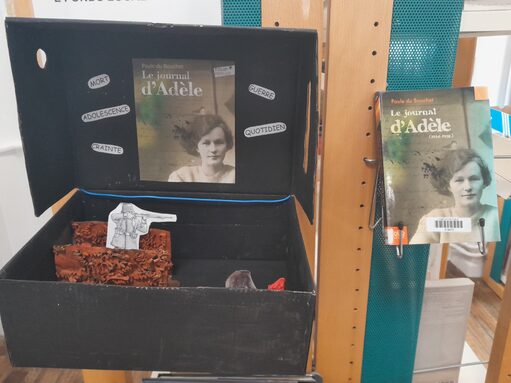 Paule du Bouchet
Le journal
d'Adèle
MORT
ADOLESCENCE
CRAINTE
GUERRE
QUOTIDIEN
Paule du Bouchet
Le journal
d'Adèle
(1914-1918)